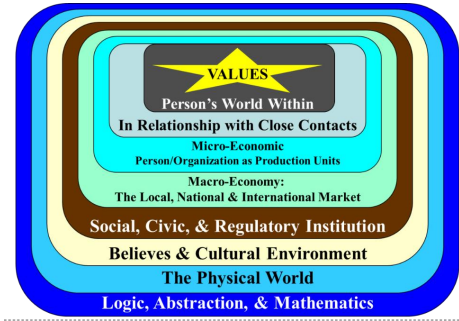 VALUES
Person's World Within
In Relationship with Close Contacts
Micro-Economic
Person/Organization as Production Units
Macro-Economy:
The Local, National & International Market
Social, Civic, & Regulatory Institution
Believes & Cultural Environment
The Physical World
Logic, Abstraction, & Mathematics